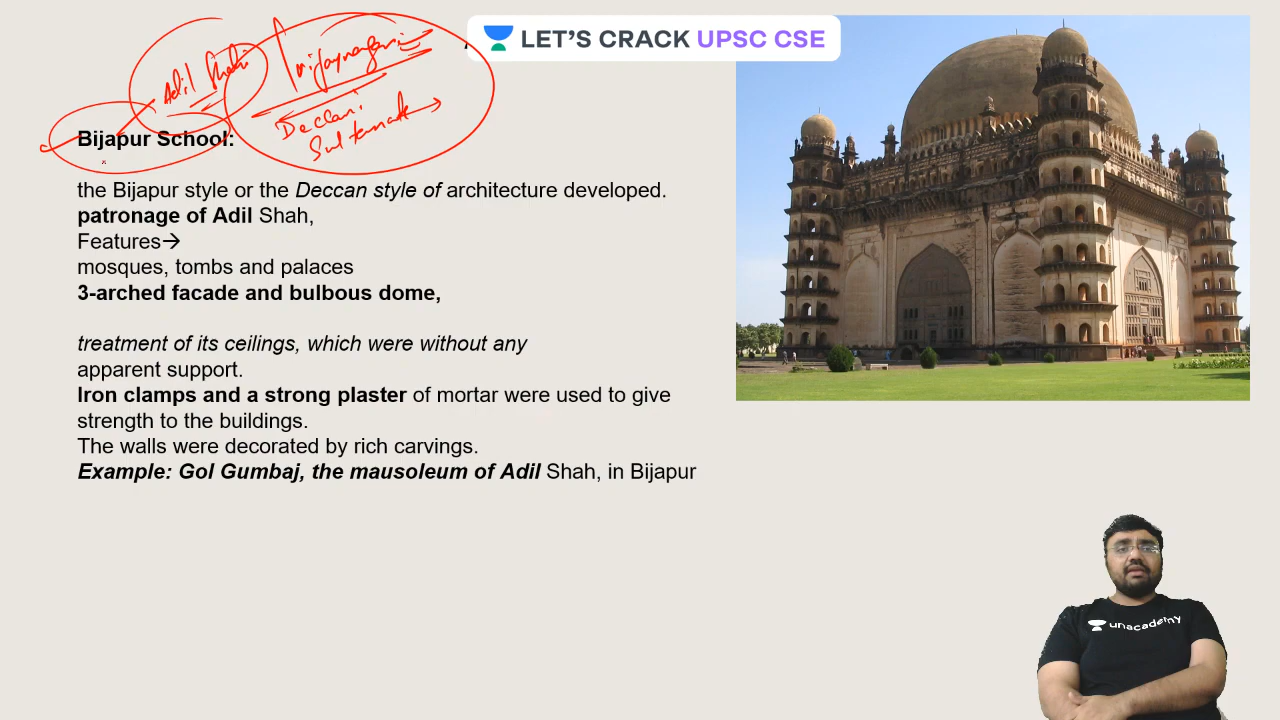 LET'S CRACK UPSC CSE
Adil Shahi
Vijaynagari
Deccani
Sultanate
Bijapur School:
the Bijapur style or the Deccan style of architecture developed.
patronage of Adil Shah,
Features→
mosques, tombs and palaces
3-arched facade and bulbous dome,
treatment of its ceilings, which were without any
apparent support.
Iron clamps and a strong plaster of mortar were used to give
strength to the buildings.
The walls were decorated by rich carvings.
Example: Gol Gumbaj, the mausoleum of Adil Shah, in Bijapur
unacademy